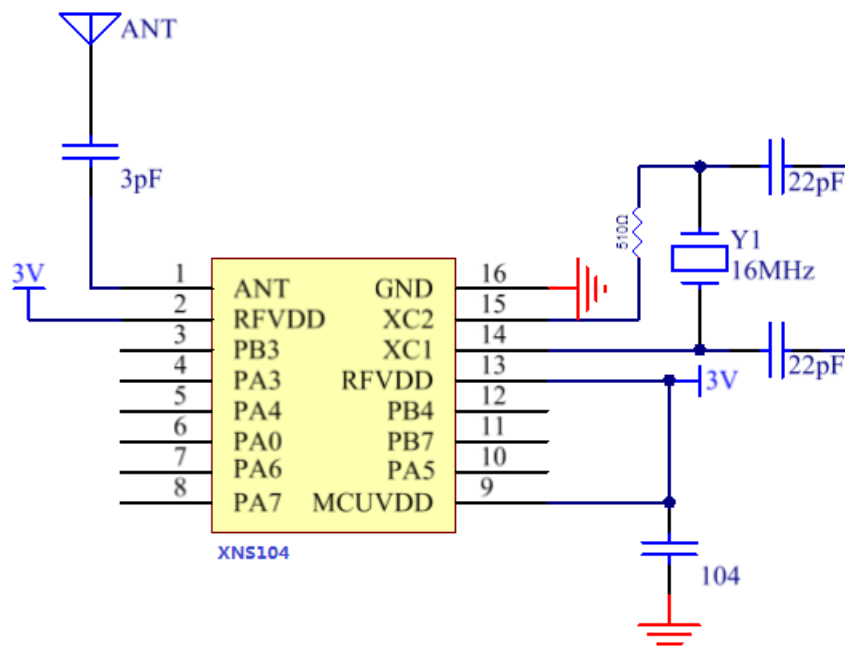 ANT
3pF
22pF
510Ω
Y1
16MHz
3V
1 ANT GND 16
2 RFVDD XC2 15
3 PB3 XC1 14
22pF
4 PA3 RFVDD 13
3V
5 PA4 PB4 12
6 PA0 PB7 11
7 PA6 PA5 10
8 PA7 MCUVDD 9
XNS104
104